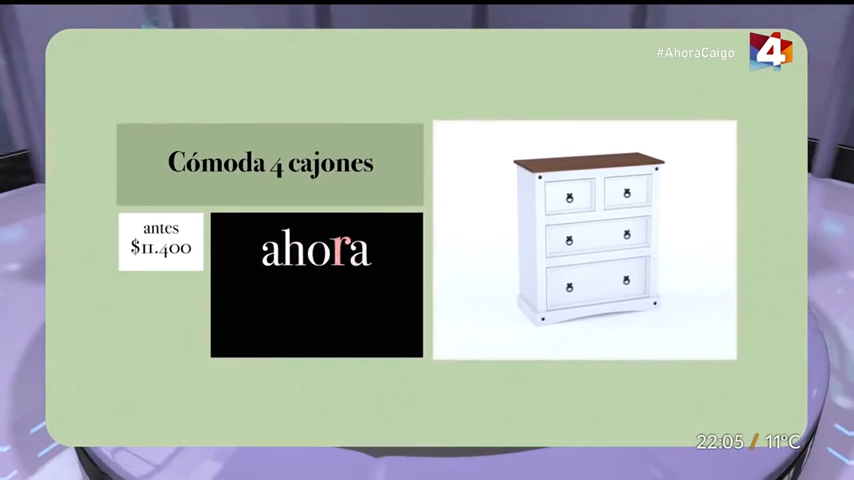 #AhoraCaigo
4
Cómoda 4 cajones
antes
$11.400
ahora
22:05 / 11°C